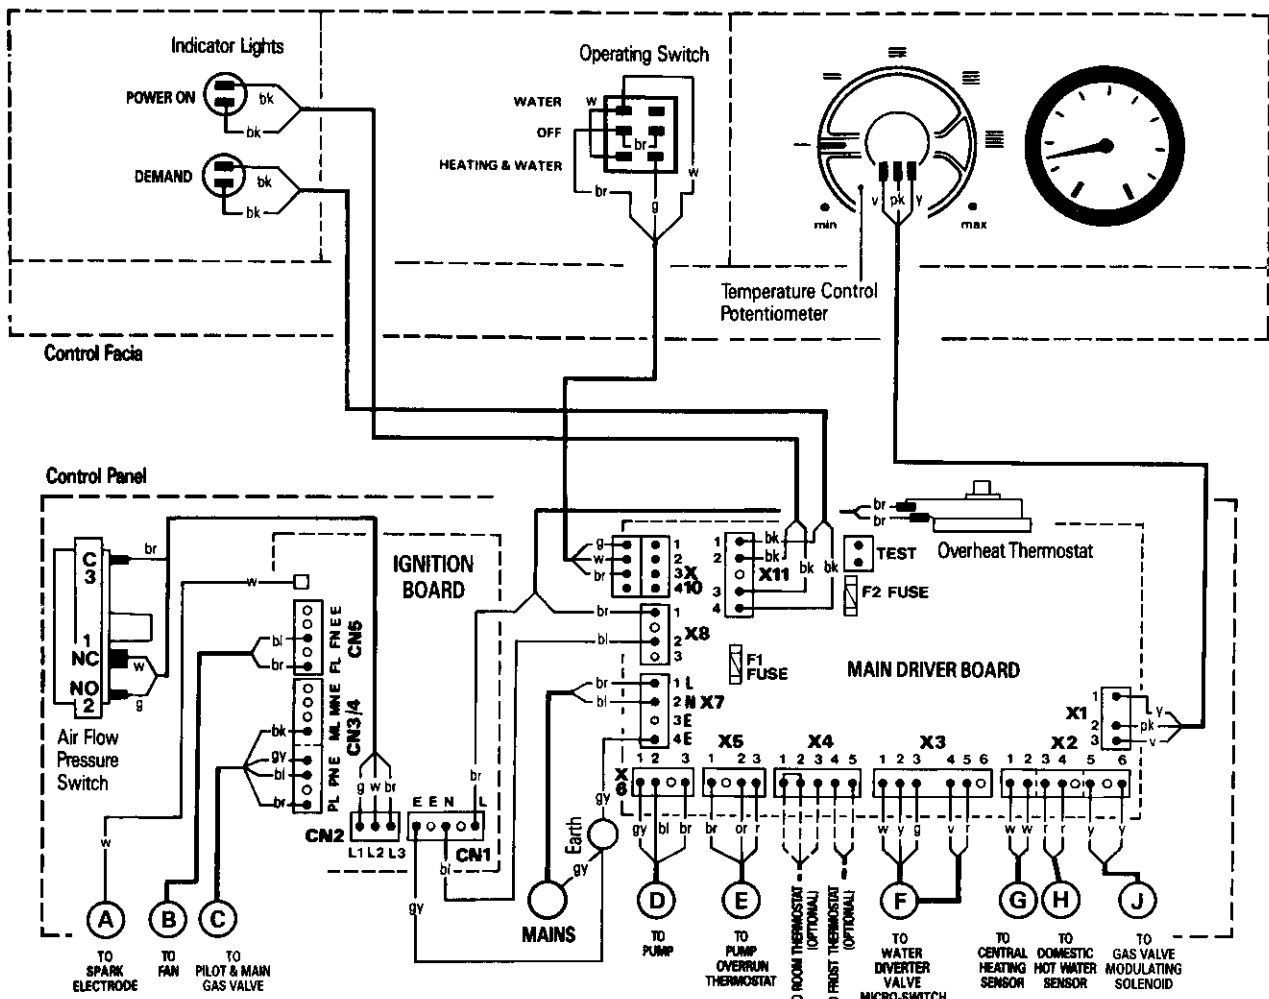 Indicator Lights
Operating Switch
POWER ON
bk
bk
WATER
w
OFF
br
HEATING & WATER
w
br
g
DEMAND
bk
bk
v
pk
y
min
max
Temperature Control
Potentiometer
Control Facia
Control Panel
br
C
3
1
NC
w
NO
g
2
Air Flow
Pressure
Switch
w
IGNITION
BOARD
bl
br
FL FN E E
CN5
ML MN E
CN3/4
PL PN E
bk
gy
bl
br
g w br
CN2
L1 L2 L3
E E N L
CN1
br
bl
gy
w
g
w
br
1
2
3
4
X
10
1
2
3
4
X11
bk
bk
bk
bk
TEST
F2 FUSE
br
br
Overheat Thermostat
br
bl
1
2
3
X8
F1
FUSE
MAIN DRIVER BOARD
br
bl
1 L
2 N X7
3 E
4 E
1
2
3
X1
y
pk
v
X
6
1 2 3
X5
1 2 3
X4
1 2 3 4 5
X3
1 2 3 4 5 6
X2
1 2 3 4 5 6
gy bl br
br or r
w y g v r
w w r r y y
gy
Earth
gy
MAINS
A
TO
SPARK
ELECTRODE
B
TO
FAN
C
TO
PILOT & MAIN
GAS VALVE
D
TO
PUMP
E
TO
PUMP
OVERRUN
THERMOSTAT
ROOM THERMOSTAT
(OPTIONAL)
FROST THERMOSTAT
(OPTIONAL)
F
TO
WATER
DIVERTER
VALVE
MICRO-SWITCH
G
TO
CENTRAL
HEATING
SENSOR
H
TO
DOMESTIC
HOT WATER
SENSOR
J
TO
GAS VALVE
MODULATING
SOLENOID